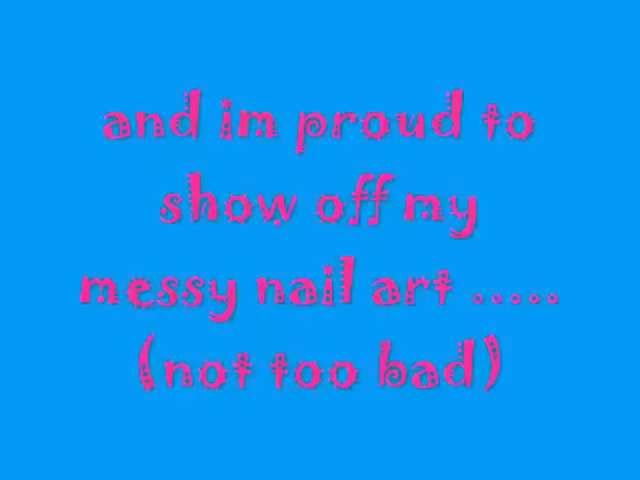 and im proud to
show off my
messy nail art .....
(not too bad)